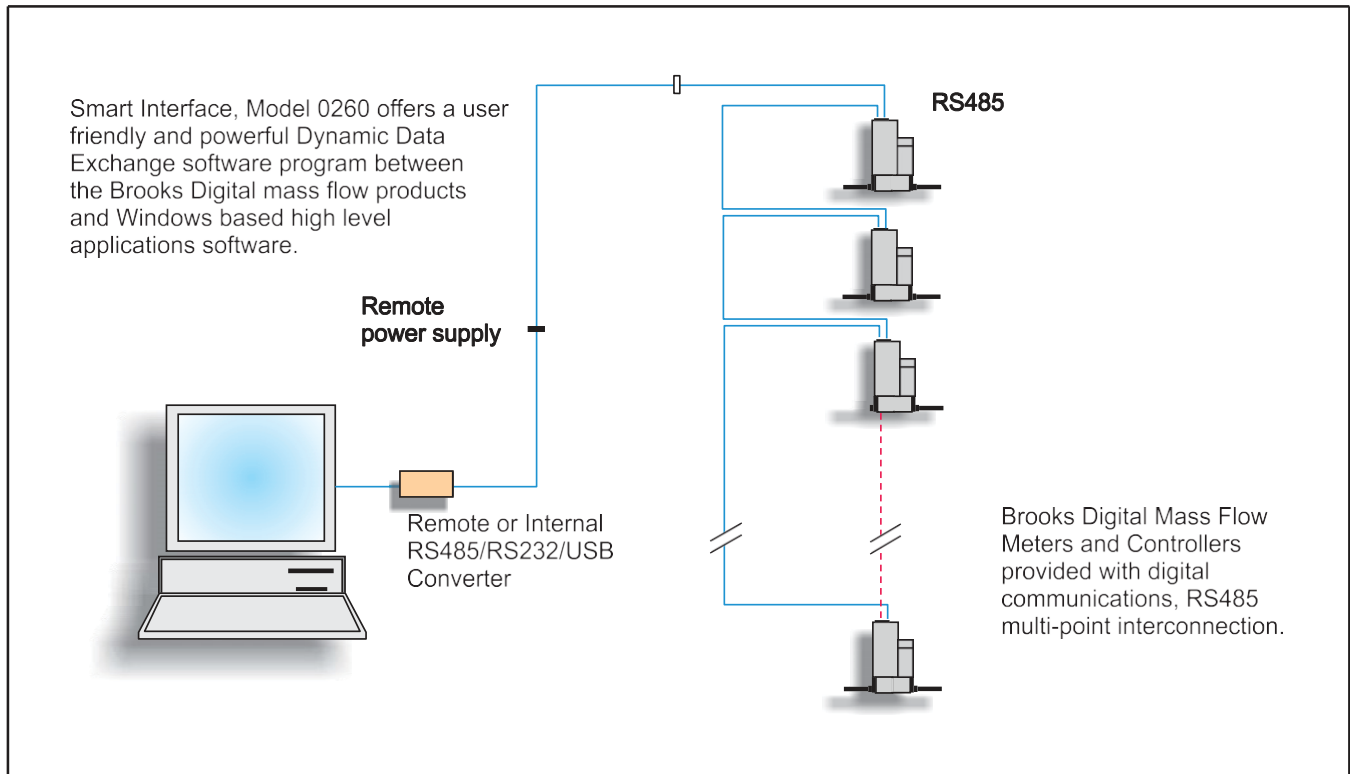 Smart Interface, Model 0260 offers a user
friendly and powerful Dynamic Data
Exchange software program between
the Brooks Digital mass flow products
and Windows based high level
applications software.
RS485
Remote
power supply
Remote or Internal
RS485/RS232/USB
Converter
Brooks Digital Mass Flow
Meters and Controllers
provided with digital
communications, RS485
multi-point interconnection.